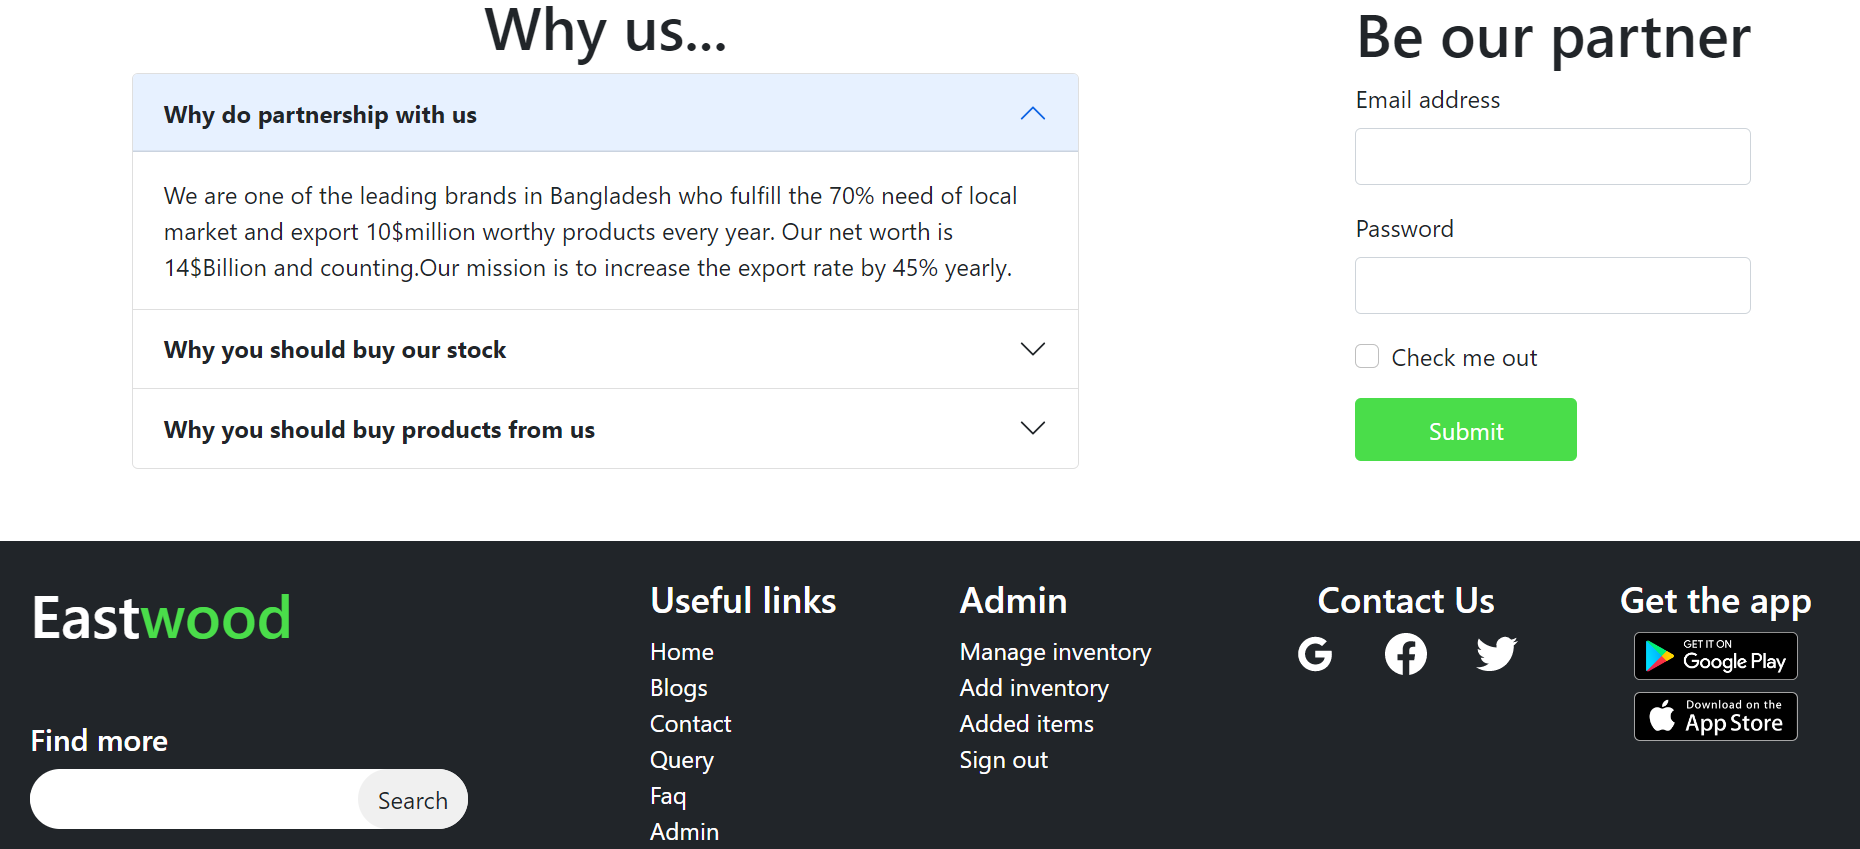 Why us...
Why do partnership with us
We are one of the leading brands in Bangladesh who fulfill the 70% need of local
market and export 10$million worthy products every year. Our net worth is
14$Billion and counting.Our mission is to increase the export rate by 45% yearly.
Why you should buy our stock
Why you should buy products from us
Be our partner
Email address
Password
Check me out
Submit
Eastwood
Find more
Search
Useful links
Home
Blogs
Contact
Query
Faq
Admin
Admin
Manage inventory
Add inventory
Added items
Sign out
Contact Us
G
Get the app
GET IT ON
Google Play
Download on the
App Store